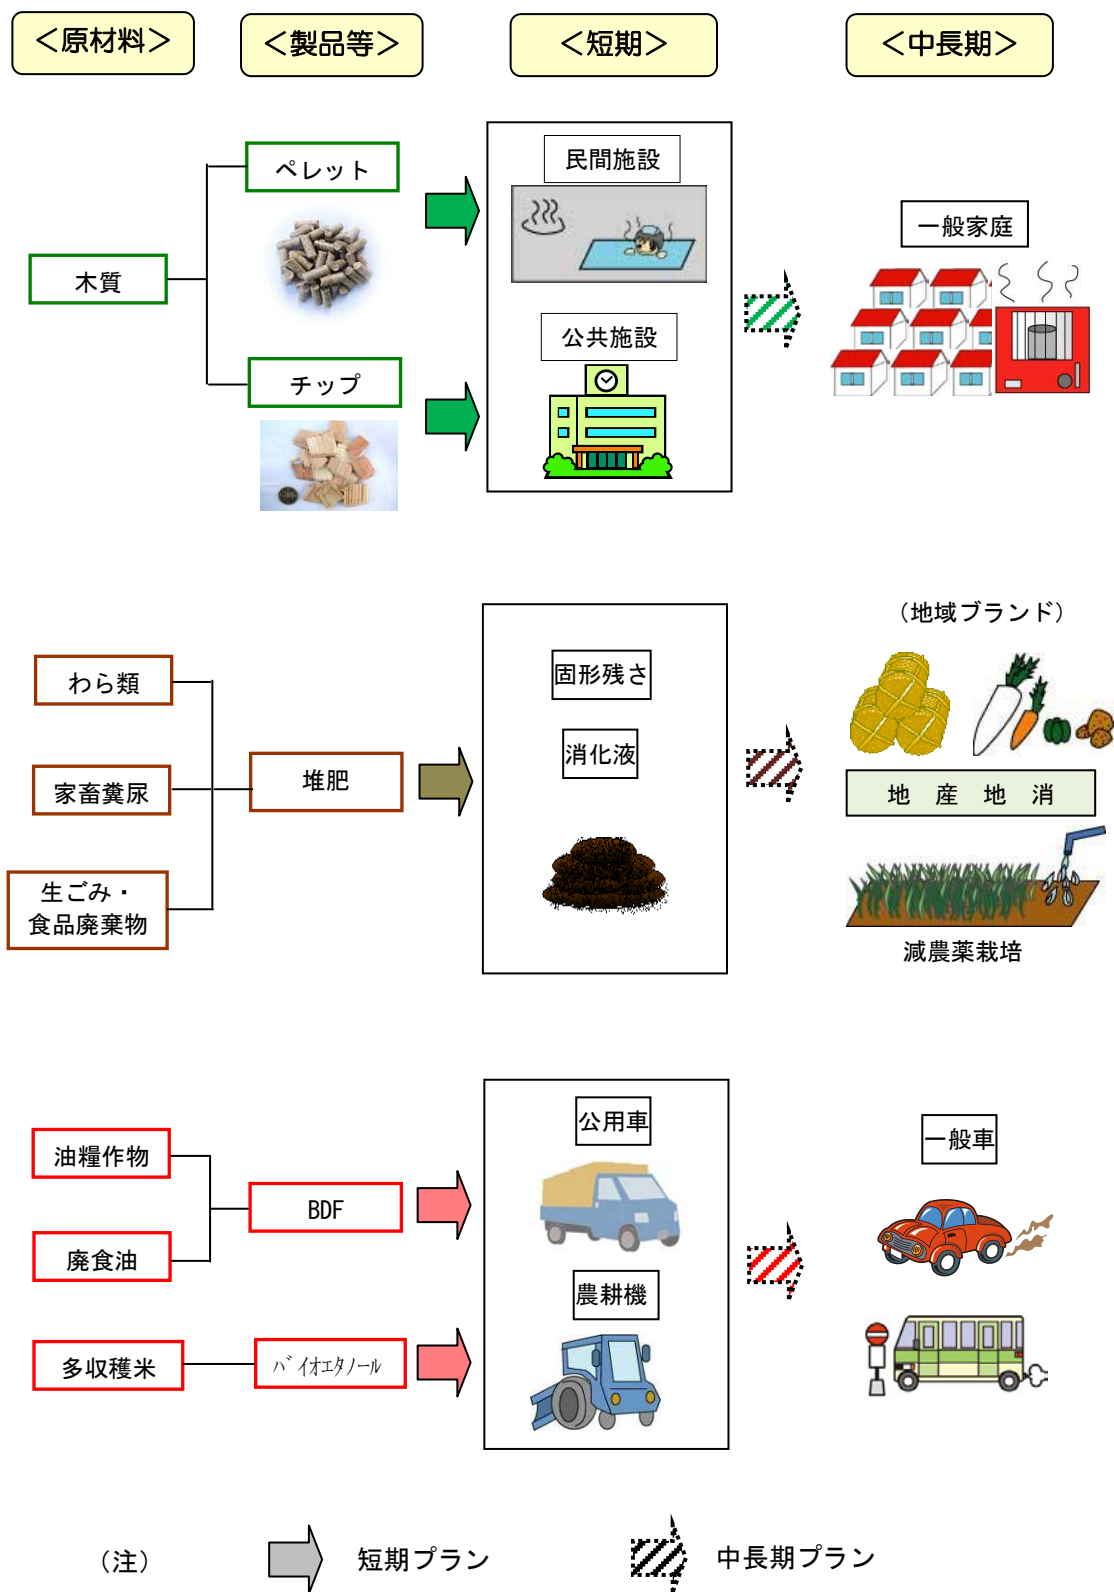 ＜原材料＞
＜製品等＞
＜短期＞
＜中長期＞
ペレット
木質
チップ
民間施設
公共施設
一般家庭
わら類
家畜糞尿
生ごみ・
食品廃棄物
堆肥
固形残さ
消化液
（地域ブランド）
地産地消
減農薬栽培
油糧作物
廃食油
BDF
多収穫米
バイオエタノール
公用車
農耕機
一般車
（注）
短期プラン
中長期プラン